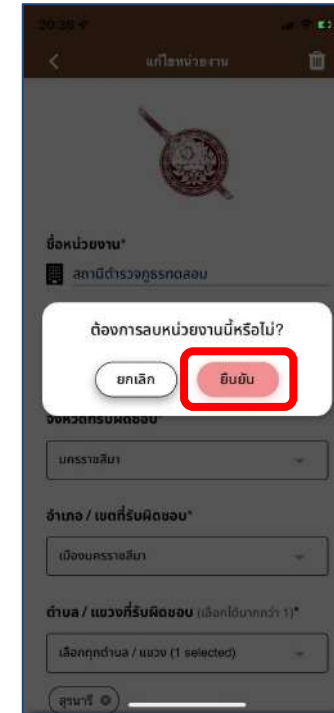 20:38
แก้ไขหน่วยงาน
ชื่อหน่วยงาน*
สถานีตำรวจภูธรทดสอบ
ต้องการลบหน่วยงานนี้หรือไม่?
ยกเลิก ยืนยัน
จังหวัดที่รับผิดชอบ*
นครราชสีมา
อำเภอ / เขตที่รับผิดชอบ*
เมืองนครราชสีมา
ตำบล / แขวงที่รับผิดชอบ (เลือกได้มากกว่า 1)*
เลือกทุกตำบล / แขวง (1 selected)
สุรนารี